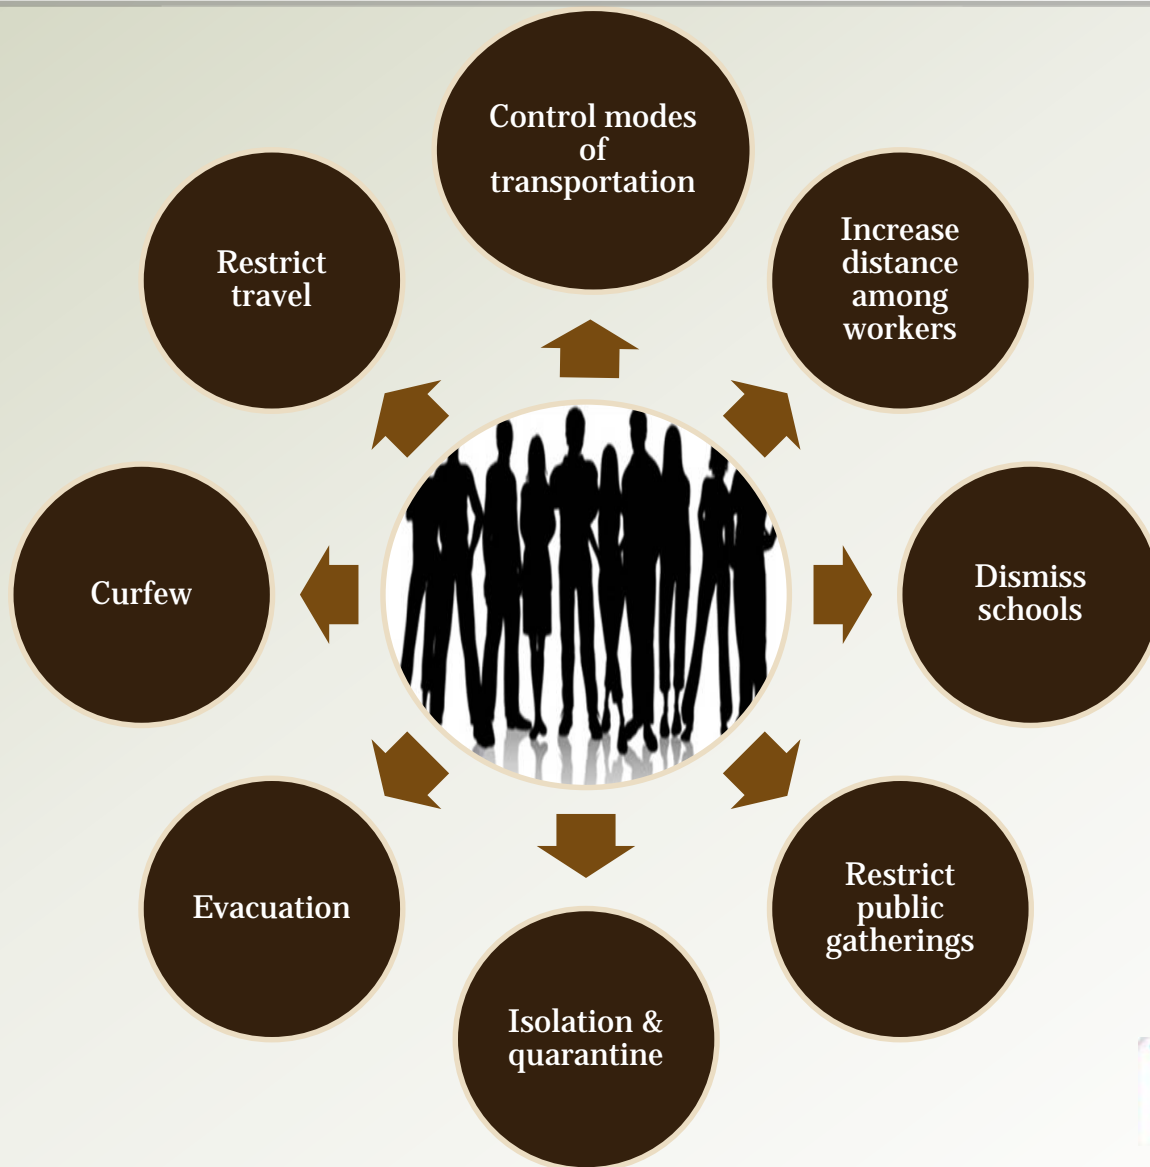 Control modes
of
transportation
Increase
distance
among
workers
Dismiss
schools
Restrict
public
gatherings
Isolation &
quarantine
Evacuation
Curfew
Restrict
travel